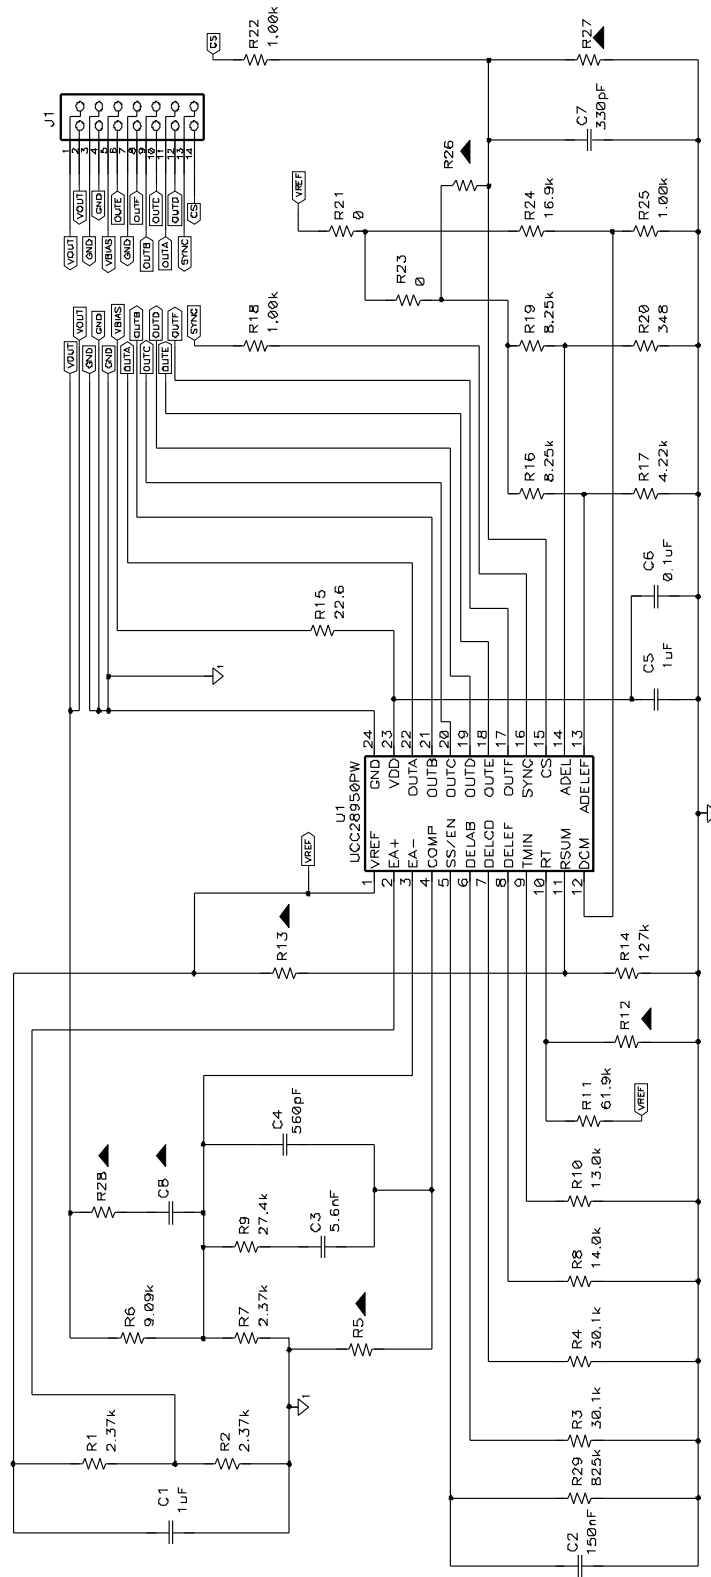 CS
R22
1.00k
R27
J1
1
2
3
4
5
6
7
8
9
10
11
12
13
14
VOUT
VOUT
GND
GND
VBIAS
OUTE
GND
OUTF
OUTB
OUTC
OUTA
OUTD
SYNC
CS
C7
330pF
R26
VREF
R21
0
R24
16.9k
R25
1.00k
R23
0
VOUT
VOUT
GND
GND
GND
VBIAS
OUTA
OUTB
OUTC
OUTD
OUTE
OUTF
SYNC
R18
1.00k
R19
8.25k
R20
348
R16
8.25k
R17
4.22k
R15
22.6
C6
0.1uF
C5
1uF
1
24
23
22
21
20
19
18
17
16
15
14
13
GND
VDD
OUTA
OUTB
OUTC
OUTD
OUTE
OUTF
SYNC
CS
ADEL
ADELEF
U1
UCC28950PW
VREF
EA+
EA-
COMP
SS/EN
DELAB
DELCD
DELEF
TMIN
RT
RSUM
DCM
1
2
3
4
5
6
7
8
9
10
11
12
1
VREF
R13
R14
127k
R12
R11
61.9k
VREF
C4
560pF
R28
C8
R9
27.4k
C3
5.6nF
R10
13.0k
R8
14.0k
R6
9.09k
R7
2.37k
R5
R4
30.1k
1
R3
30.1k
R1
2.37k
R2
2.37k
R29
825k
C1
1uF
C2
150nF